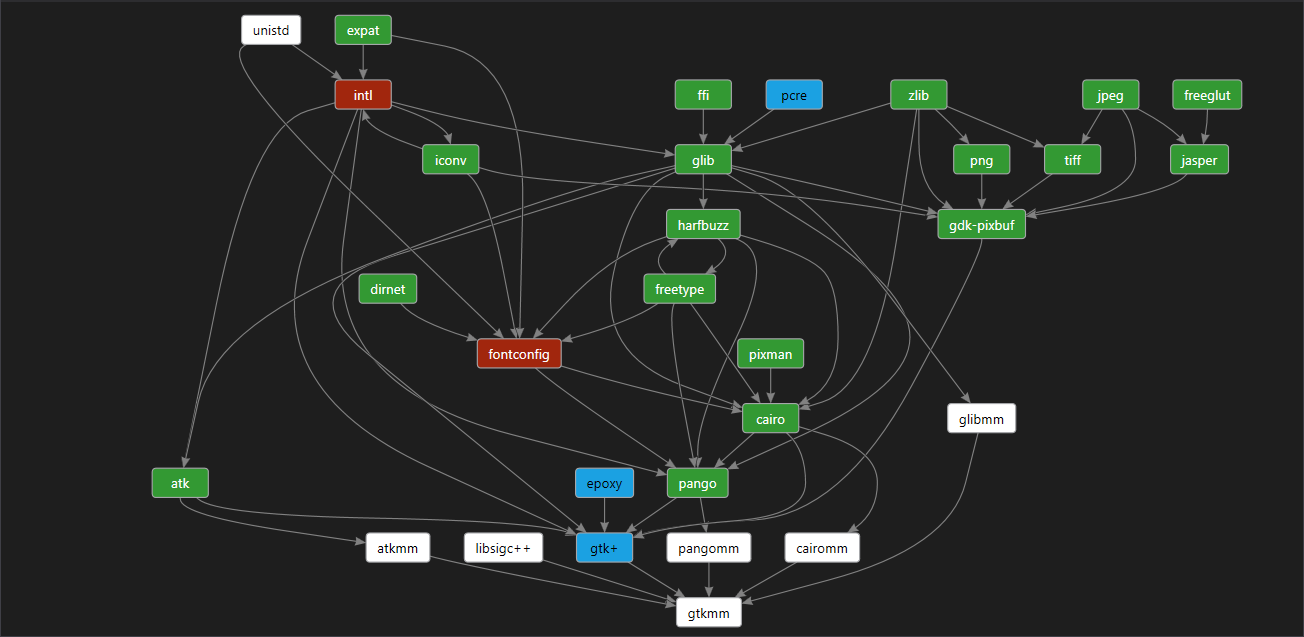 unistd
expat
intl
ffi
pcre
zlib
jpeg
freeglut
iconv
glib
png
tiff
jasper
harfbuzz
gdk-pixbuf
dirnet
freetype
fontconfig
pixman
cairo
glibmm
atk
epoxy
pango
atkmm
libsigc++
gtk+
pangomm
cairomm
gtkmm